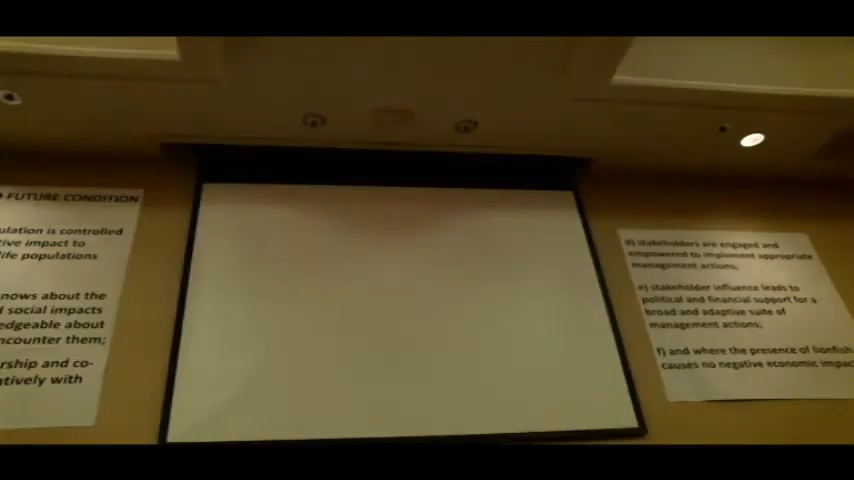 FUTURE CONDITION
ulation is controlled
tive impact to
life populations
nows about the
d social impacts
edgeable about
ncounter them;
rship and co-
atively with
d) stakeholders are engaged and
empowered to implement appropriate
management actions;
e) stakeholder influence leads to
political and financial support for a
broad and adaptive suite of
management actions;
f) and where the presence of lionfish
causes no negative economic impac